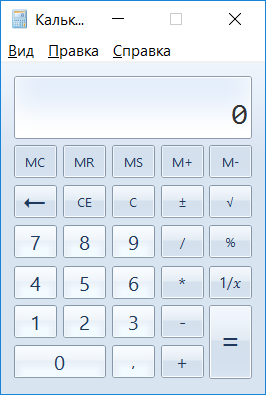 Кальк...
Вид Правка Справка
0
MC MR MS M+ M-
← CE C ± √
7 8 9 / %
4 5 6 * 1/x
1 2 3 - =
0 , +